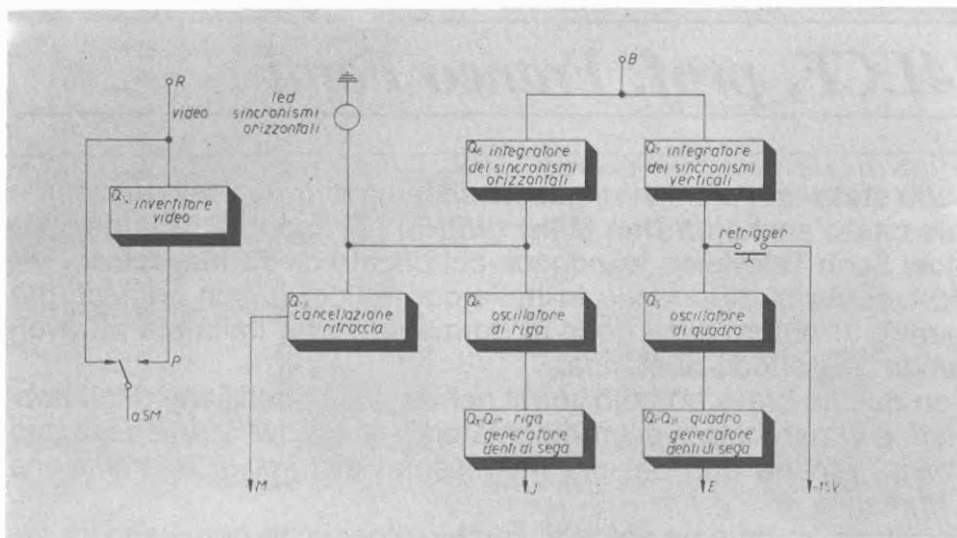 R
video
invertitore
video
P
a SM
led
sincronismi
orizzontali
cancellazione
ritraccia
M
B
integratore
dei sincronismi
orizzontali
integratore
dei sincronismi
verticali
retrigger
oscillatore
di riga
oscillatore
di quadro
riga
generatore
denti di sega
quadro
generatore
denti di sega
J
E
-15V